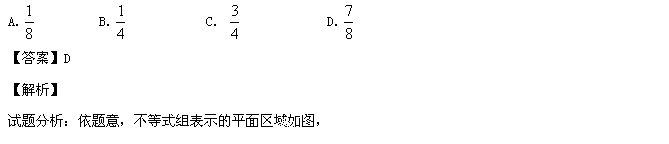 A. 1/8 B. 1/4 C. 3/4 D. 7/8
【答案】D
【解析】
试题分析：依题意，不等式组表示的平面区域如图，